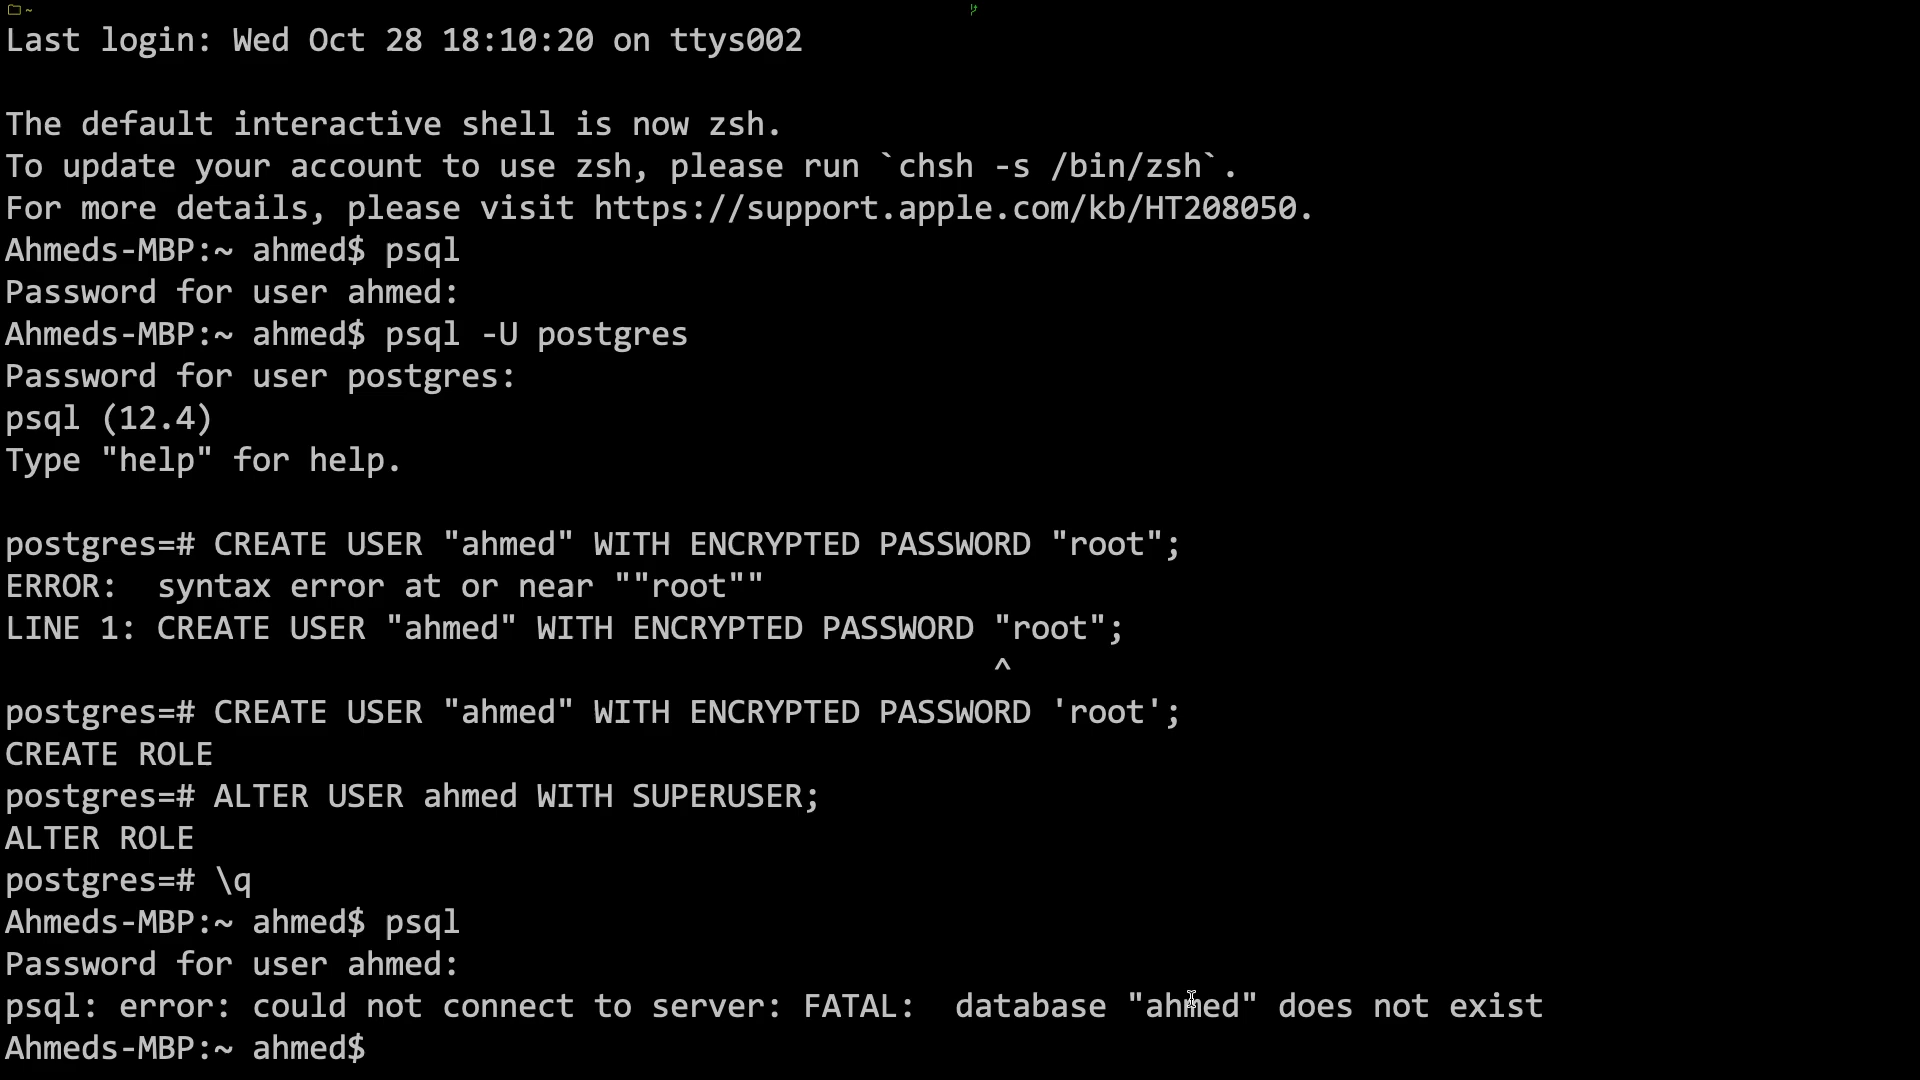 ~
Last login: Wed Oct 28 18:10:20 on ttys002
The default interactive shell is now zsh.
To update your account to use zsh, please run `chsh -s /bin/zsh`.
For more details, please visit https://support.apple.com/kb/HT208050.
Ahmeds-MBP:~ ahmed$ psql
Password for user ahmed:
Ahmeds-MBP:~ ahmed$ psql -U postgres
Password for user postgres:
psql (12.4)
Type "help" for help.
postgres=# CREATE USER "ahmed" WITH ENCRYPTED PASSWORD "root";
ERROR:  syntax error at or near ""root""
LINE 1: CREATE USER "ahmed" WITH ENCRYPTED PASSWORD "root";
^
postgres=# CREATE USER "ahmed" WITH ENCRYPTED PASSWORD 'root';
CREATE ROLE
postgres=# ALTER USER ahmed WITH SUPERUSER;
ALTER ROLE
postgres=# \q
Ahmeds-MBP:~ ahmed$ psql
Password for user ahmed:
psql: error: could not connect to server: FATAL:  database "ahmed" does not exist
Ahmeds-MBP:~ ahmed$